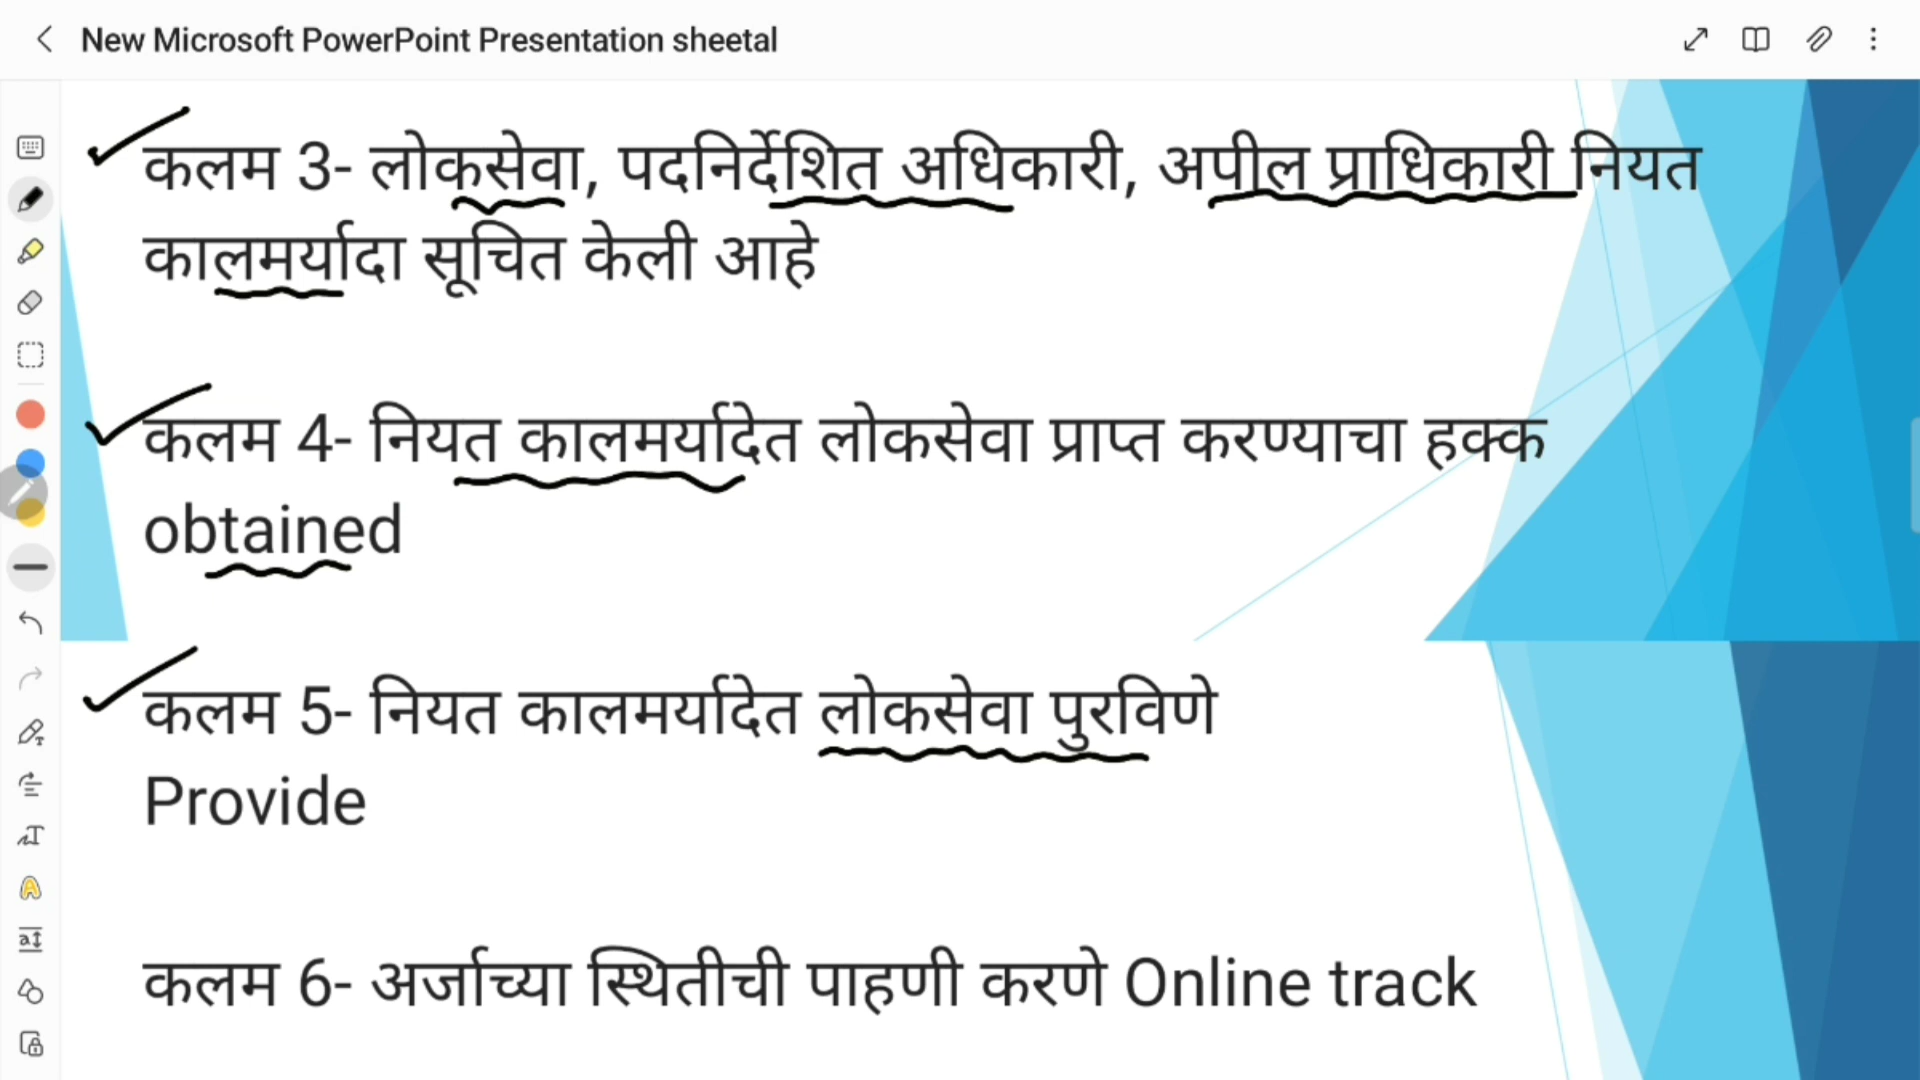 New Microsoft PowerPoint Presentation sheetal
कलम 3- लोकसेवा, पदनिर्देशित अधिकारी, अपील प्राधिकारी नियत
कालमर्यादा सूचित केली आहे
कलम 4- नियत कालमर्यादेत लोकसेवा प्राप्त करण्याचा हक्क
obtained
कलम 5- नियत कालमर्यादेत लोकसेवा पुरविणे
Provide
कलम 6- अर्जाच्या स्थितीची पाहणी करणे Online track